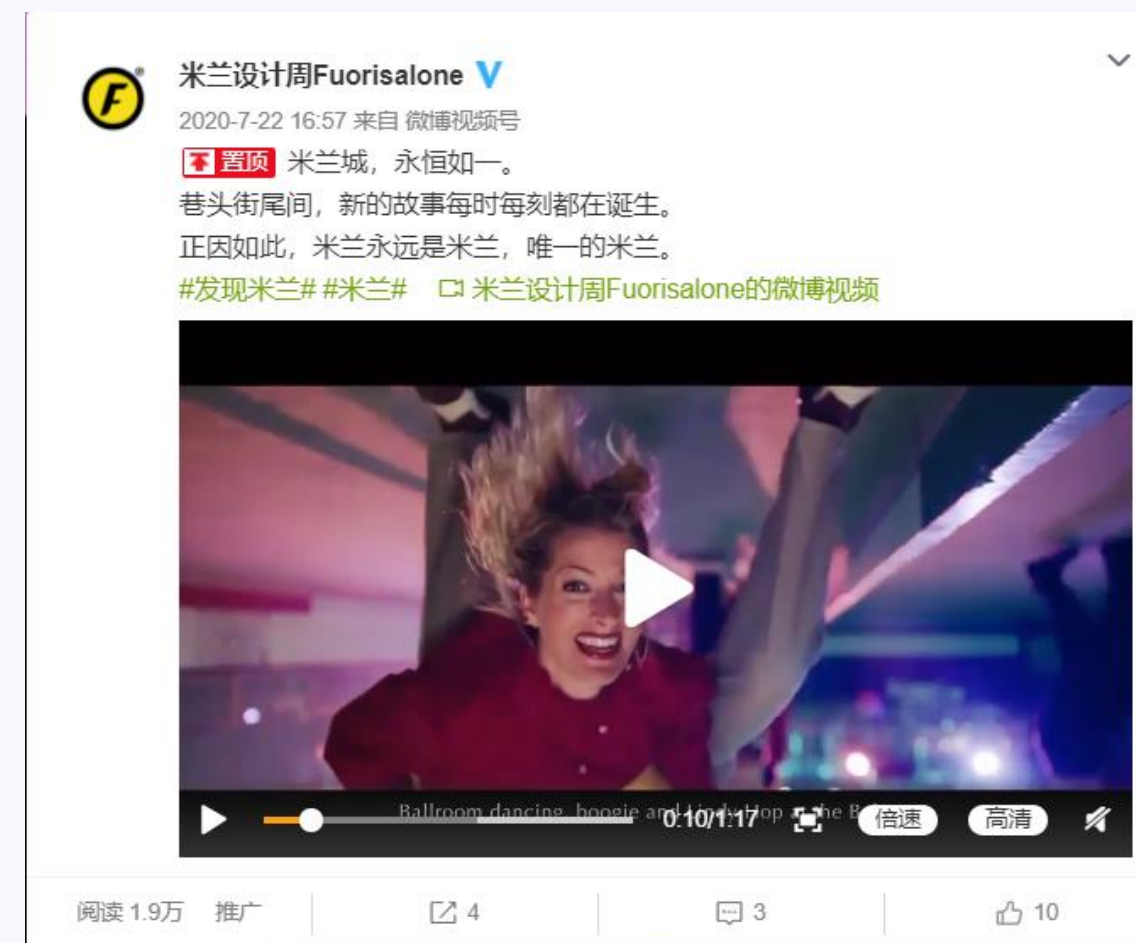 米兰设计周Fuorisalone
2020-7-22 16:57 来自 微博视频号
置顶 米兰城，永恒如一。
巷头街尾间，新的故事每时每刻都在诞生。
正因如此，米兰永远是米兰，唯一的米兰。
#发现米兰# #米兰# 米兰设计周Fuorisalone的微博视频
Ballroom dancing, boogie and Lindy Hop
0:10/1:17 倍速 高清
阅读 1.9万 推广 4 3 10